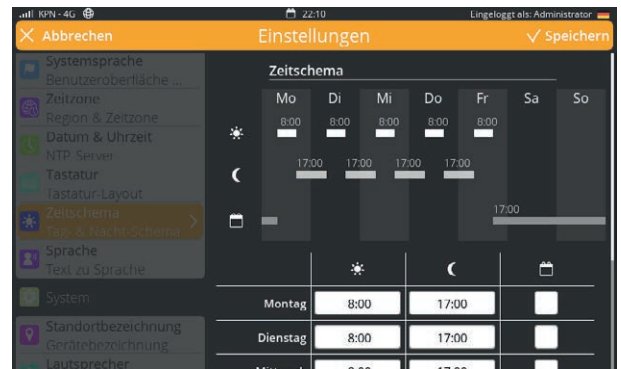 KPN - 4G 22:10 Eingeloggt als: Administrator
Abbrechen Einstellungen Speichern
Systemsprache
Benutzeroberfläche ...
Zeitzone
Region & Zeitzone
Datum & Uhrzeit
NTP-Server
Tastatur
Tastatur-Layout
Zeitschema
Tag- & Nacht-Schema
Sprache
Text zu Sprache
System
Standortbezeichnung
Gerätebezeichnung
Lautsprecher
Zeitschema
Mo Di Mi Do Fr Sa So
8:00 8:00 8:00 8:00 8:00
17:00 17:00 17:00 17:00
17:00
Montag 8:00 17:00
Dienstag 8:00 17:00